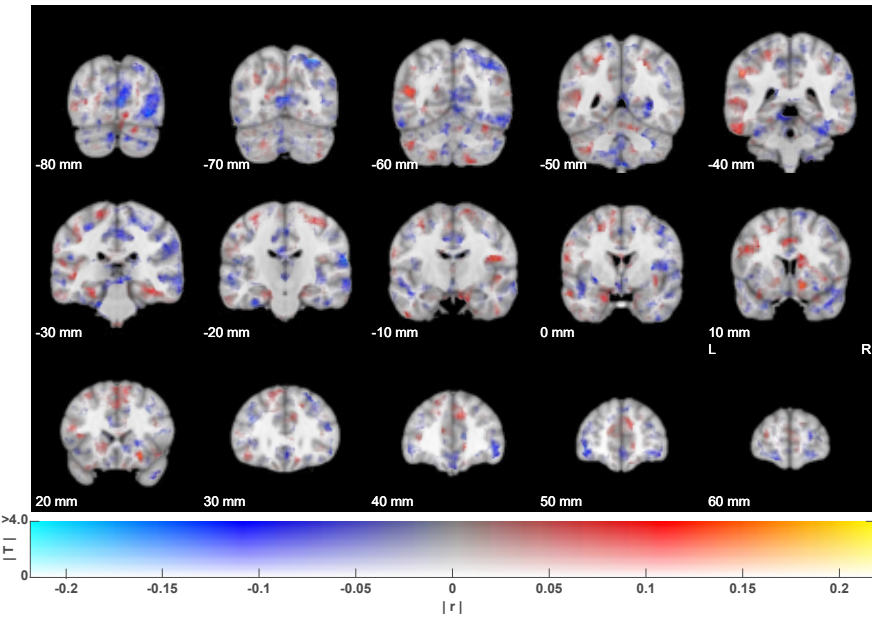 -80 mm
-70 mm
-60 mm
-50 mm
-40 mm
-30 mm
-20 mm
-10 mm
0 mm
10 mm
L
R
20 mm
30 mm
40 mm
50 mm
60 mm
>4.0
| T |
0
-0.2
-0.15
-0.1
-0.05
0
0.05
0.1
0.15
0.2
| r |